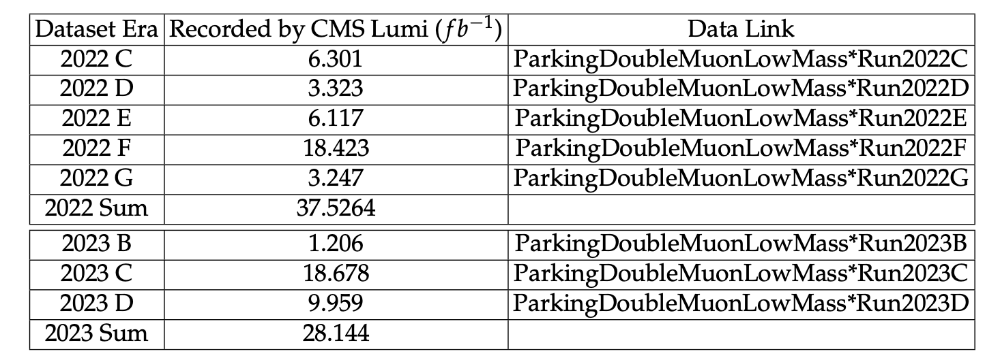 Dataset Era Recorded by CMS Lumi (fb⁻¹) Data Link
2022 C 6.301 ParkingDoubleMuonLowMass*Run2022C
2022 D 3.323 ParkingDoubleMuonLowMass*Run2022D
2022 E 6.117 ParkingDoubleMuonLowMass*Run2022E
2022 F 18.423 ParkingDoubleMuonLowMass*Run2022F
2022 G 3.247 ParkingDoubleMuonLowMass*Run2022G
2022 Sum 37.5264
2023 B 1.206 ParkingDoubleMuonLowMass*Run2023B
2023 C 18.678 ParkingDoubleMuonLowMass*Run2023C
2023 D 9.959 ParkingDoubleMuonLowMass*Run2023D
2023 Sum 28.144